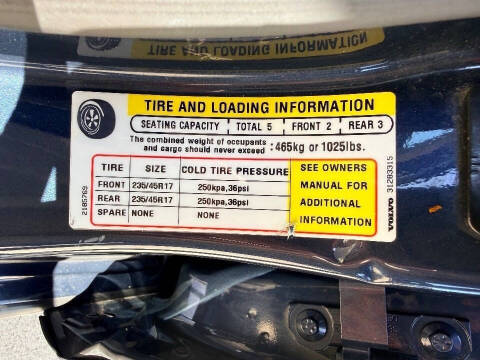 TIRE AND LOADING INFORMATION
TIRE AND LOADING INFORMATION
SEATING CAPACITY TOTAL 5 FRONT 2 REAR 3
The combined weight of occupants
and cargo should never exceed :465kg or 1025lbs.
TIRE SIZE COLD TIRE PRESSURE
FRONT 235/45R17 250kpa,36psi
REAR 235/45R17 250kpa,36psi
SPARE NONE NONE
SEE OWNERS
MANUAL FOR
ADDITIONAL
INFORMATION
2185769
VOLVO 31283315